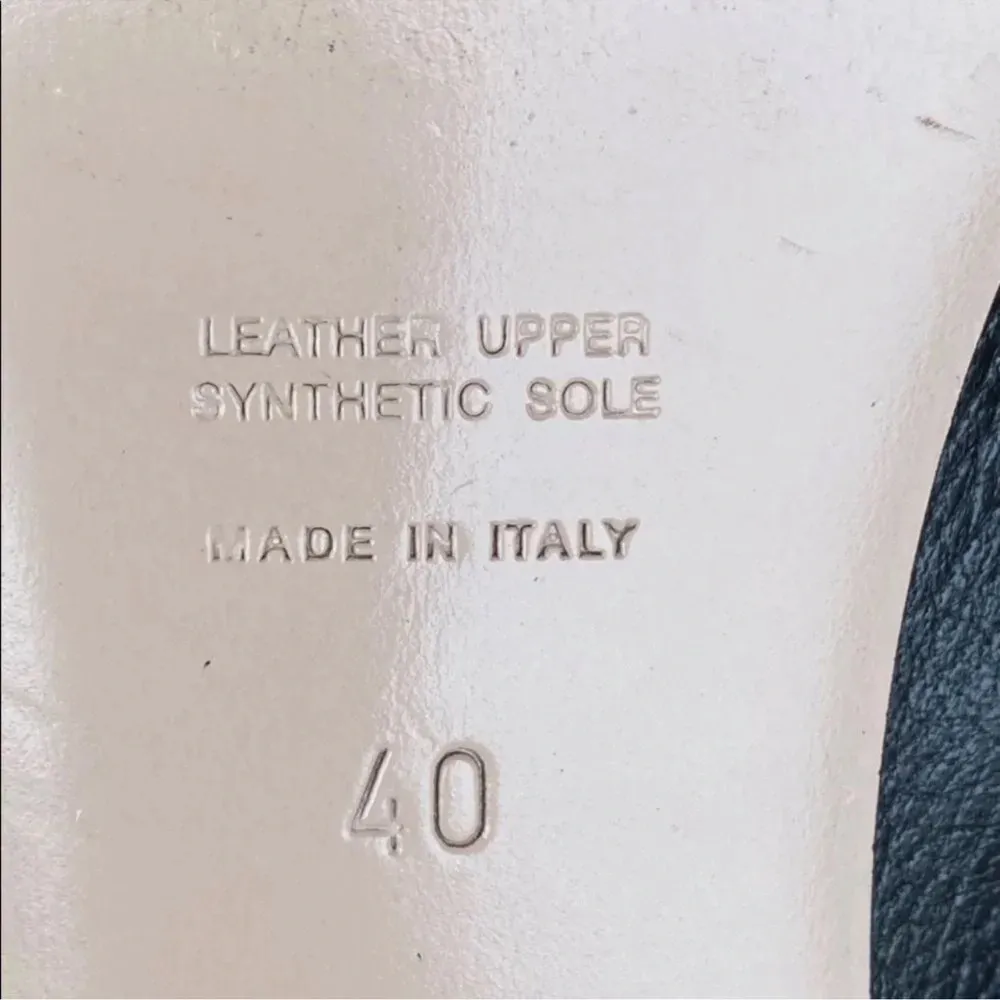 LEATHER UPPER
SYNTHETIC SOLE
MADE IN ITALY
40